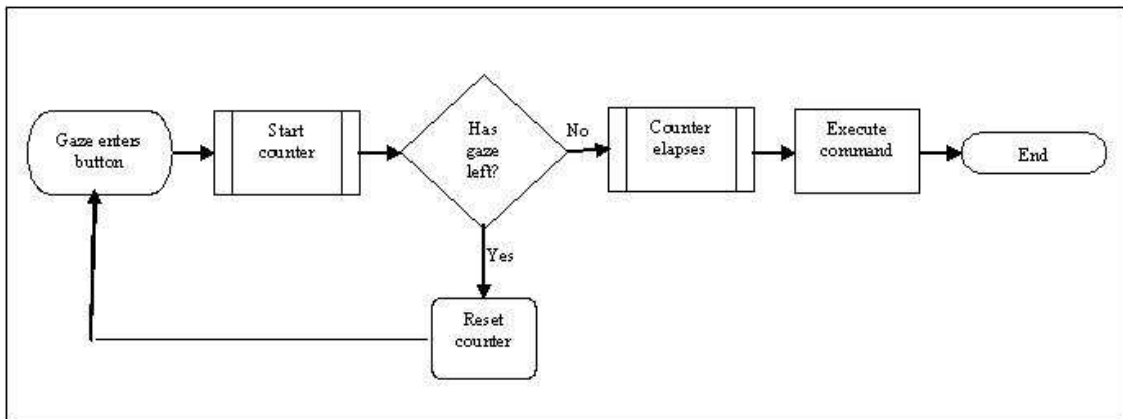 Gaze enters
button
Start
counter
Has
gaze
left?
No
Counter
elapses
Execute
command
End
Yes
Reset
counter